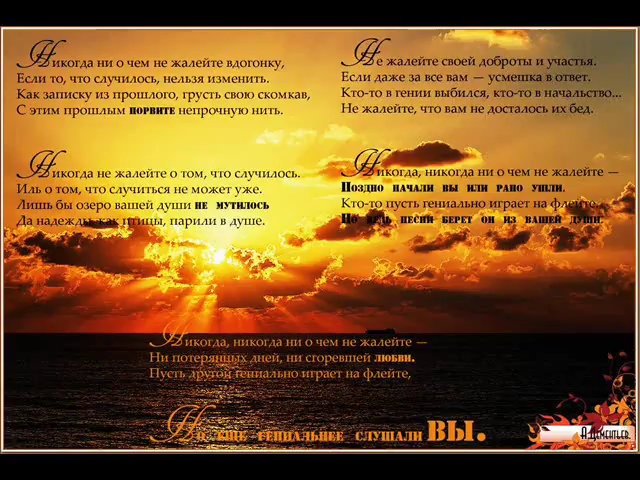 Никогда ни о чем не жалейте вдогонку,
Если то, что случилось, нельзя изменить.
Как записку из прошлого, грусть свою скомкав,
С этим прошлым порвите непрочную нить.
Никогда не жалейте о том, что случилось.
Иль о том, что случиться не может уже.
Лишь бы озеро вашей души не мутилось
Да надежды, как птицы, парили в душе.
Не жалейте своей доброты и участья.
Если даже за все вам — усмешка в ответ.
Кто-то в гении выбился, кто-то в начальство...
Не жалейте, что вам не досталось их бед.
Никогда, никогда ни о чем не жалейте —
Поздно начали вы или рано ушли.
Кто-то пусть гениально играет на флейте.
Но ведь песни берет он из вашей души.
Никогда, никогда ни о чем не жалейте —
Ни потерянных дней, ни сгоревшей любви.
Пусть другой гениально играет на флейте,
Но еще гениальнее слушали ВЫ.
А.Дементьев.